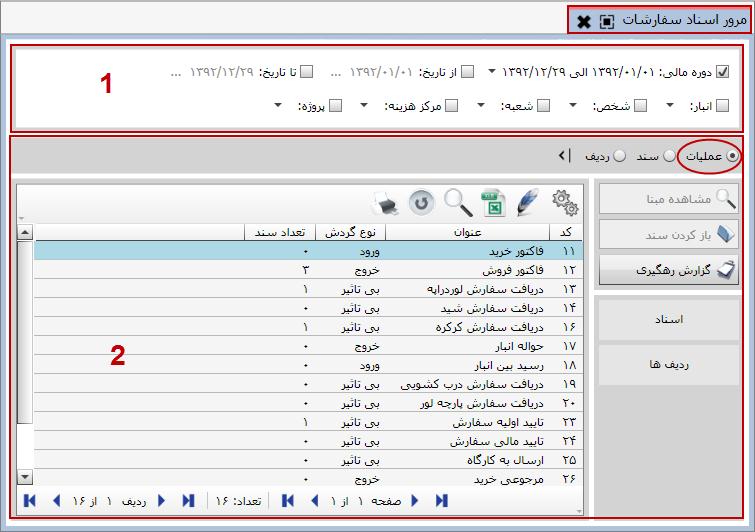 مرور اسناد سفارشات
1
دوره مالی: ۱۳۹۲/۰۱/۰۱ الی ۱۳۹۲/۱۲/۲۹ از تاریخ: ۱۳۹۲/۰۱/۰۱ ... تا تاریخ: ۱۳۹۲/۱۲/۲۹ ...
انبار: شخص: شعبه: مرکز هزینه: پروژه:
عملیات سند ردیف
مشاهده مبنا
باز کردن سند
گزارش رهگیری
اسناد
ردیف ها
کد عنوان نوع گردش تعداد سند
۱۱ فاکتور خرید ورود ۰
۱۲ فاکتور فروش خروج ۳
۱۳ دریافت سفارش لوردراپه بی تاثیر ۱
۱۴ دریافت سفارش شید بی تاثیر ۰
۱۶ دریافت سفارش کرکره بی تاثیر ۱
۱۷ حواله انبار خروج ۰
۱۸ رسید بین انبار ورود ۰
۱۹ دریافت سفارش درب کشویی بی تاثیر ۰
۲۰ دریافت سفارش پارچه لور بی تاثیر ۰
۲۳ تایید اولیه سفارش بی تاثیر ۱
۲۴ تایید مالی سفارش بی تاثیر ۰
۲۵ ارسال به کارگاه بی تاثیر ۰
۲۶ مرجوعی خرید خروج ۰
2
صفحه ۱ از ۱ تعداد: ۱۶ ردیف ۱ از ۱۶